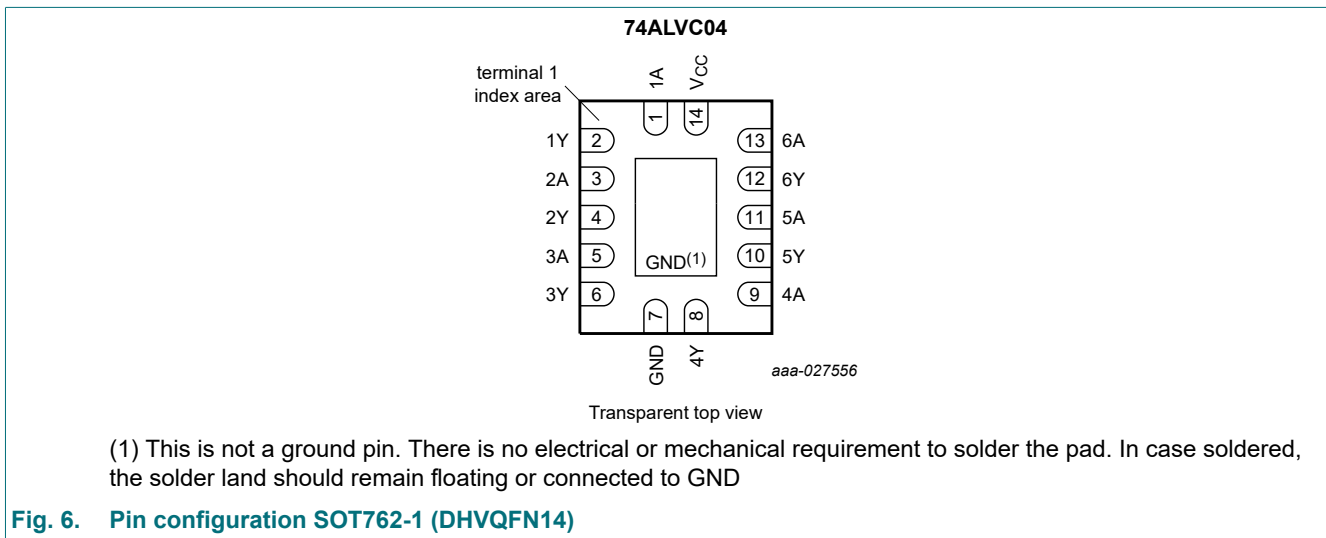 74ALVC04
terminal 1
index area
1A
VCC
1
14
1Y 2
13 6A
2A 3
12 6Y
2Y 4
11 5A
3A 5
10 5Y
GND(1)
3Y 6
9 4A
7
8
GND
4Y
aaa-027556
Transparent top view
(1) This is not a ground pin. There is no electrical or mechanical requirement to solder the pad. In case soldered,
the solder land should remain floating or connected to GND
Fig. 6. Pin configuration SOT762-1 (DHVQFN14)